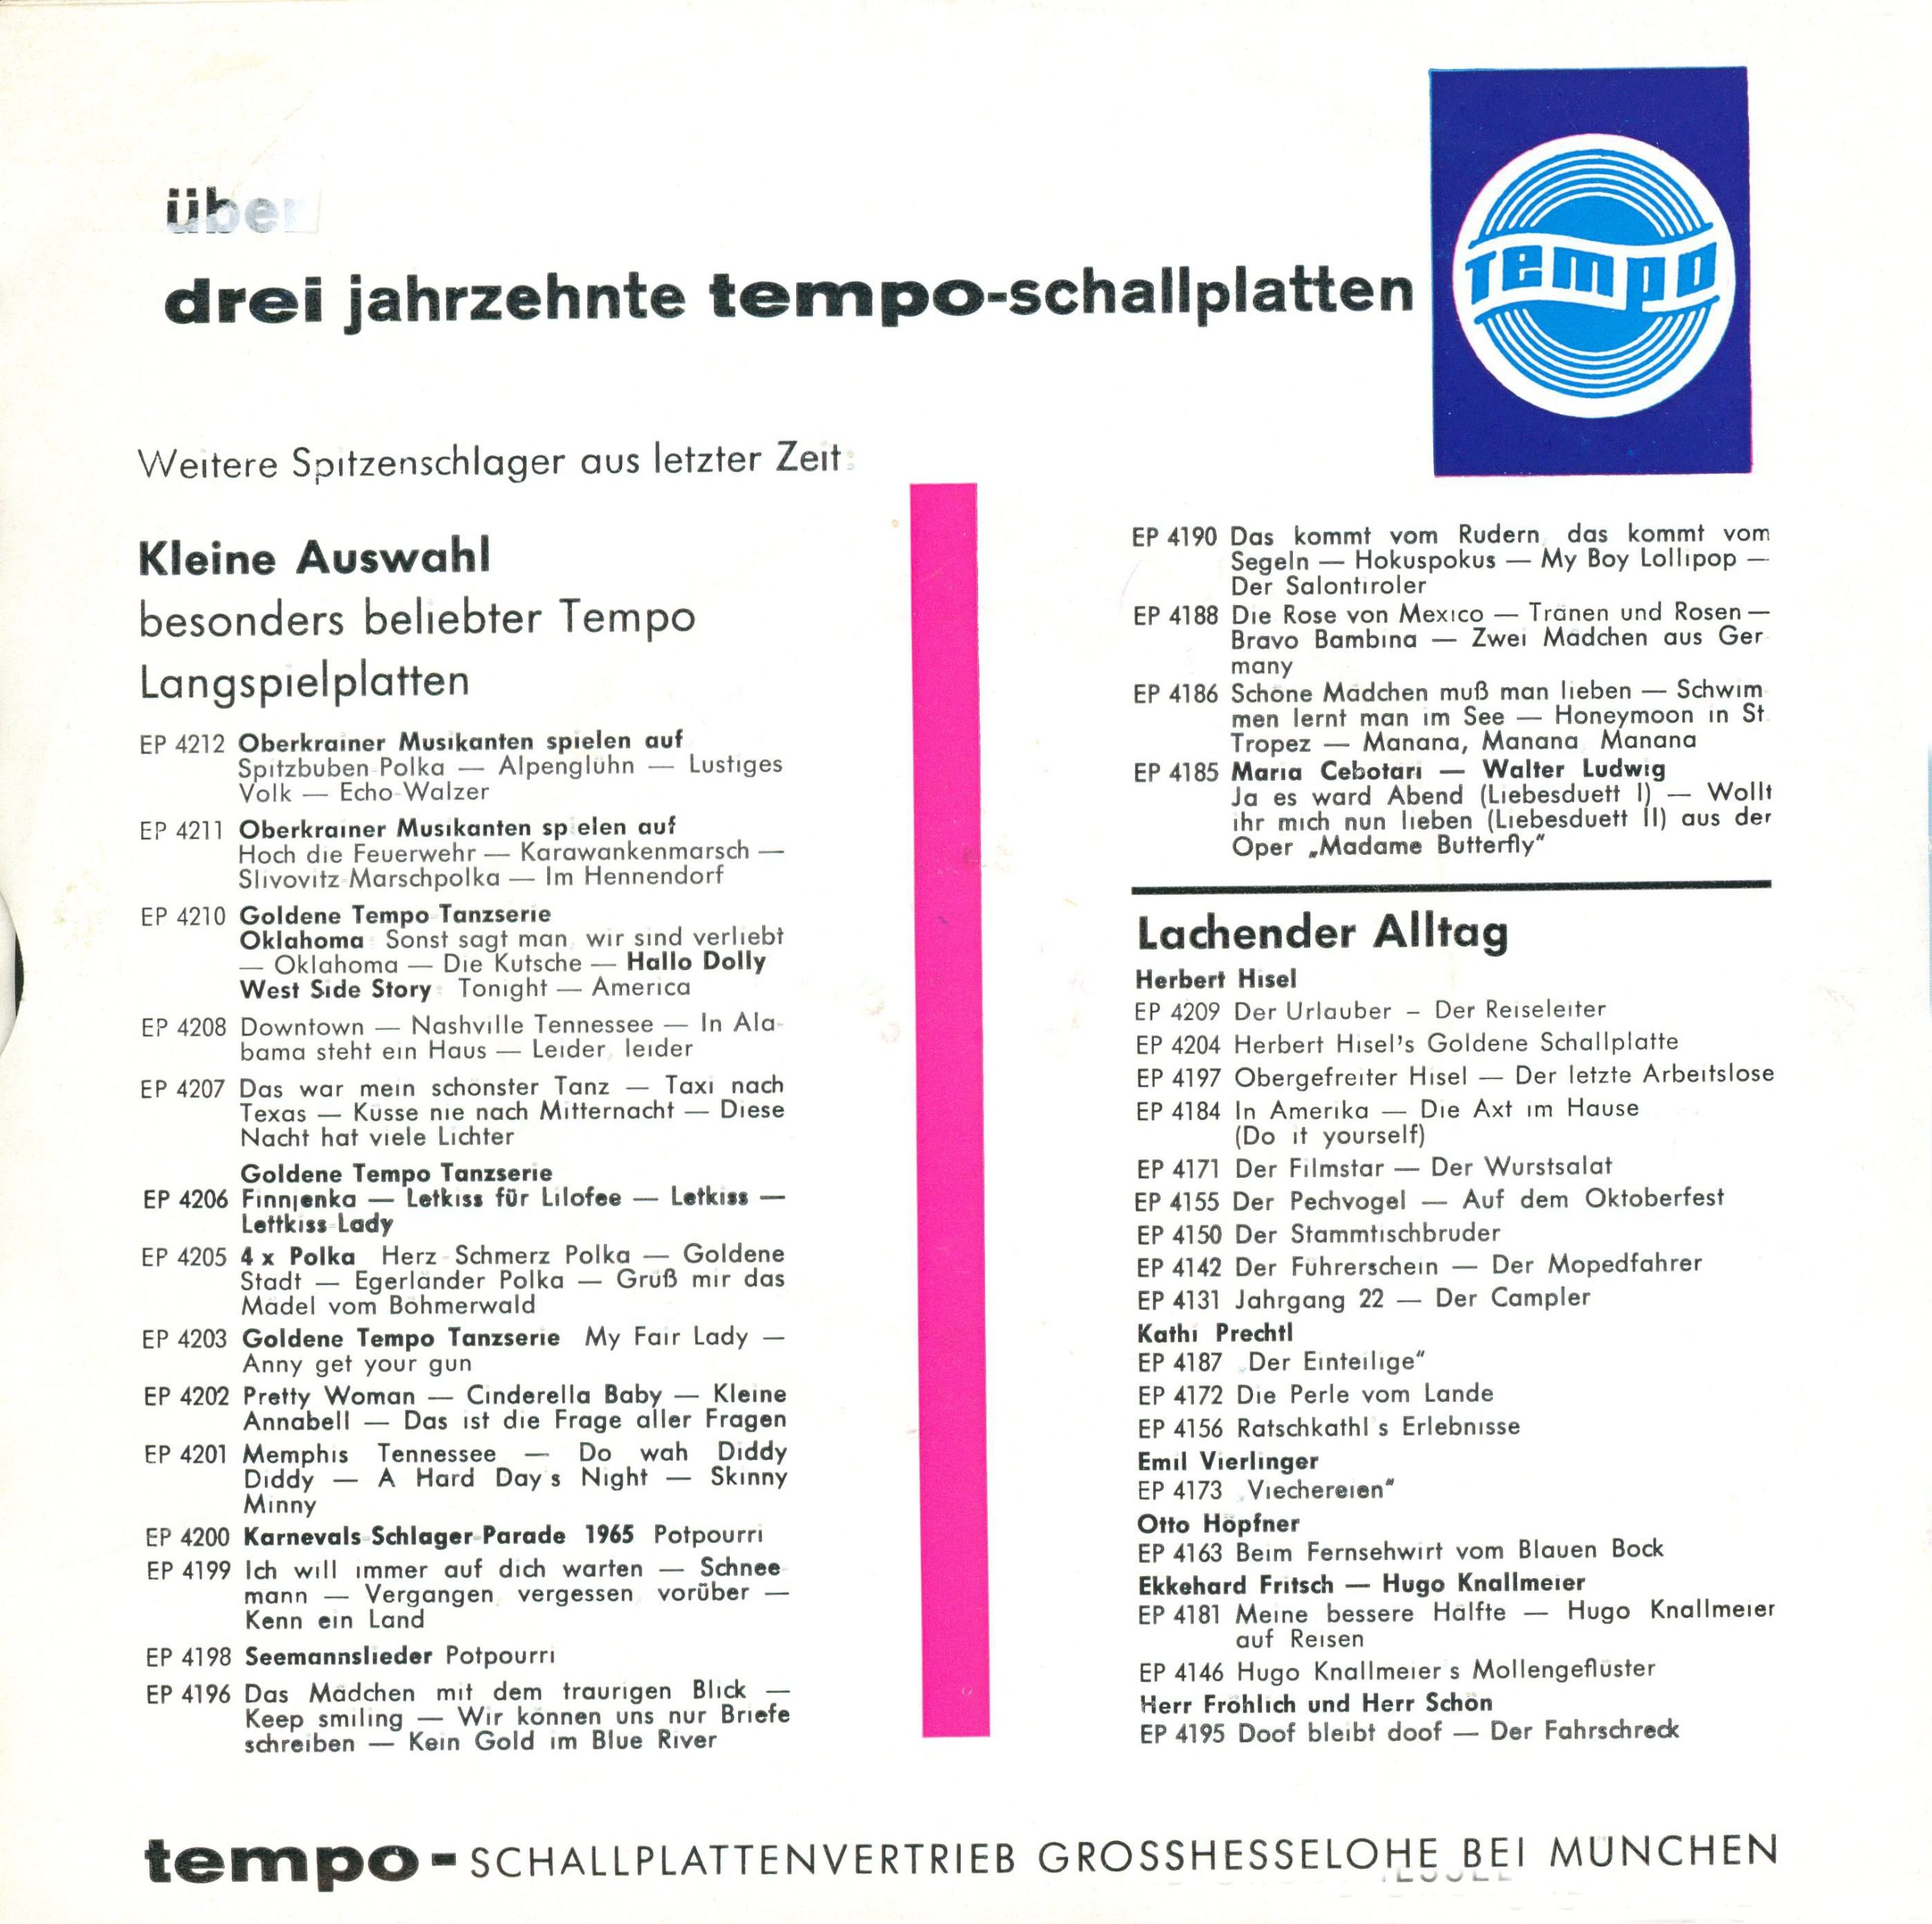 über
drei jahrzehnte tempo-schallplatten
Tempo
Weitere Spitzenschlager aus letzter Zeit:
Kleine Auswahl
besonders beliebter Tempo
Langspielplatten
EP 4212 Oberkrainer Musikanten spielen auf
Spitzbuben-Polka — Alpenglühn — Lustiges
Volk — Echo-Walzer
EP 4211 Oberkrainer Musikanten spielen auf
Hoch die Feuerwehr — Karawankenmarsch —
Slivovitz-Marschpolka — Im Hennendorf
EP 4210 Goldene Tempo Tanzserie
Oklahoma: Sonst sagt man, wir sind verliebt
— Oklahoma — Die Kutsche — Hallo Dolly
West Side Story: Tonight — America
EP 4208 Downtown — Nashville Tennessee — In Ala-
bama steht ein Haus — Leider, leider
EP 4207 Das war mein schönster Tanz — Taxi nach
Texas — Küsse nie nach Mitternacht — Diese
Nacht hat viele Lichter
Goldene Tempo Tanzserie
EP 4206 Finnjenka — Letkiss für Lilofee — Letkiss —
Lettkiss-Lady
EP 4205 4 x Polka Herz - Schmerz Polka — Goldene
Stadt — Egerländer Polka — Grüß mir das
Mädel vom Böhmerwald
EP 4203 Goldene Tempo Tanzserie My Fair Lady —
Anny get your gun
EP 4202 Pretty Woman — Cinderella Baby — Kleine
Annabell — Das ist die Frage aller Fragen
EP 4201 Memphis Tennessee — Do wah Diddy
Diddy — A Hard Day's Night — Skinny
Minny
EP 4200 Karnevals-Schlager-Parade 1965 Potpourri
EP 4199 Ich will immer auf dich warten — Schnee-
mann — Vergangen, vergessen, vorüber —
Kenn ein Land
EP 4198 Seemannslieder Potpourri
EP 4196 Das Mädchen mit dem traurigen Blick —
Keep smiling — Wir können uns nur Briefe
schreiben — Kein Gold im Blue River
EP 4190 Das kommt vom Rudern, das kommt vom
Segeln — Hokuspokus — My Boy Lollipop —
Der Salontiroler
EP 4188 Die Rose von Mexico — Tränen und Rosen —
Bravo Bambina — Zwei Mädchen aus Ger-
many
EP 4186 Schöne Mädchen muß man lieben — Schwim-
men lernt man im See — Honeymoon in St.
Tropez — Manana, Manana, Manana
EP 4185 Maria Cebotari — Walter Ludwig
Ja es ward Abend (Liebesduett I) — Wollt
ihr mich nun lieben (Liebesduett II) aus der
Oper „Madame Butterfly“
Lachender Alltag
Herbert Hisel
EP 4209 Der Urlauber – Der Reiseleiter
EP 4204 Herbert Hisel's Goldene Schallplatte
EP 4197 Obergefreiter Hisel — Der letzte Arbeitslose
EP 4184 In Amerika — Die Axt im Hause
(Do it yourself)
EP 4171 Der Filmstar — Der Wurstsalat
EP 4155 Der Pechvogel — Auf dem Oktoberfest
EP 4150 Der Stammtischbruder
EP 4142 Der Führerschein — Der Mopedfahrer
EP 4131 Jahrgang 22 — Der Campler
Kathi Prechtl
EP 4187 „Der Einteilige“
EP 4172 Die Perle vom Lande
EP 4156 Ratschkathl's Erlebnisse
Emil Vierlinger
EP 4173 „Viechereien“
Otto Höpfner
EP 4163 Beim Fernsehwirt vom Blauen Bock
Ekkehard Fritsch — Hugo Knallmeier
EP 4181 Meine bessere Hälfte — Hugo Knallmeier
auf Reisen
EP 4146 Hugo Knallmeier's Mollengeflüster
Herr Fröhlich und Herr Schön
EP 4195 Doof bleibt doof — Der Fahrschreck
tempo-SCHALLPLATTENVERTRIEB GROSSHESSELOHE BEI MÜNCHEN